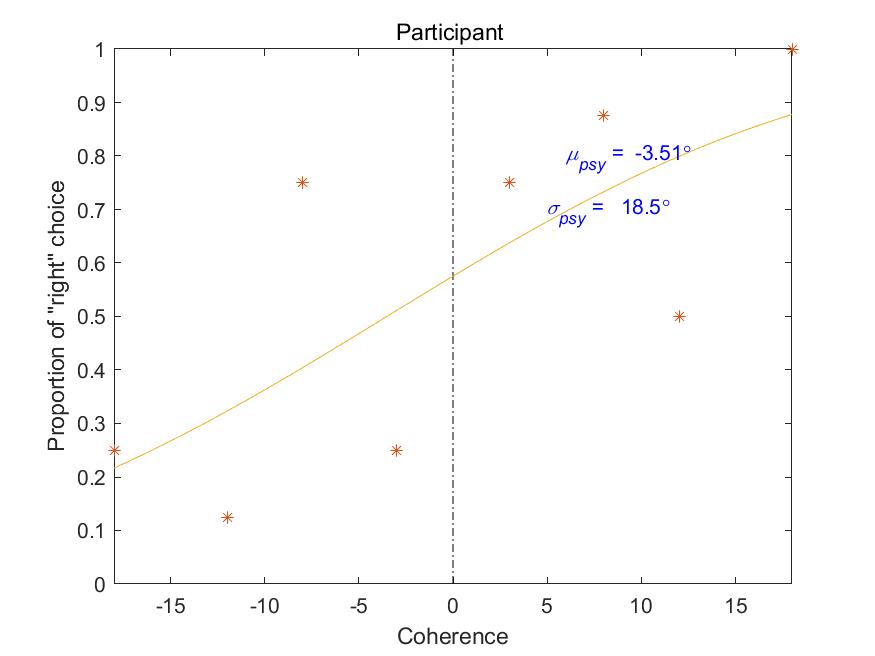 Participant
1
0.9
0.8
0.7
0.6
0.5
0.4
0.3
0.2
0.1
0
Proportion of "right" choice
μpsy = -3.51°
σpsy = 18.5°
-15 -10 -5 0 5 10 15
Coherence